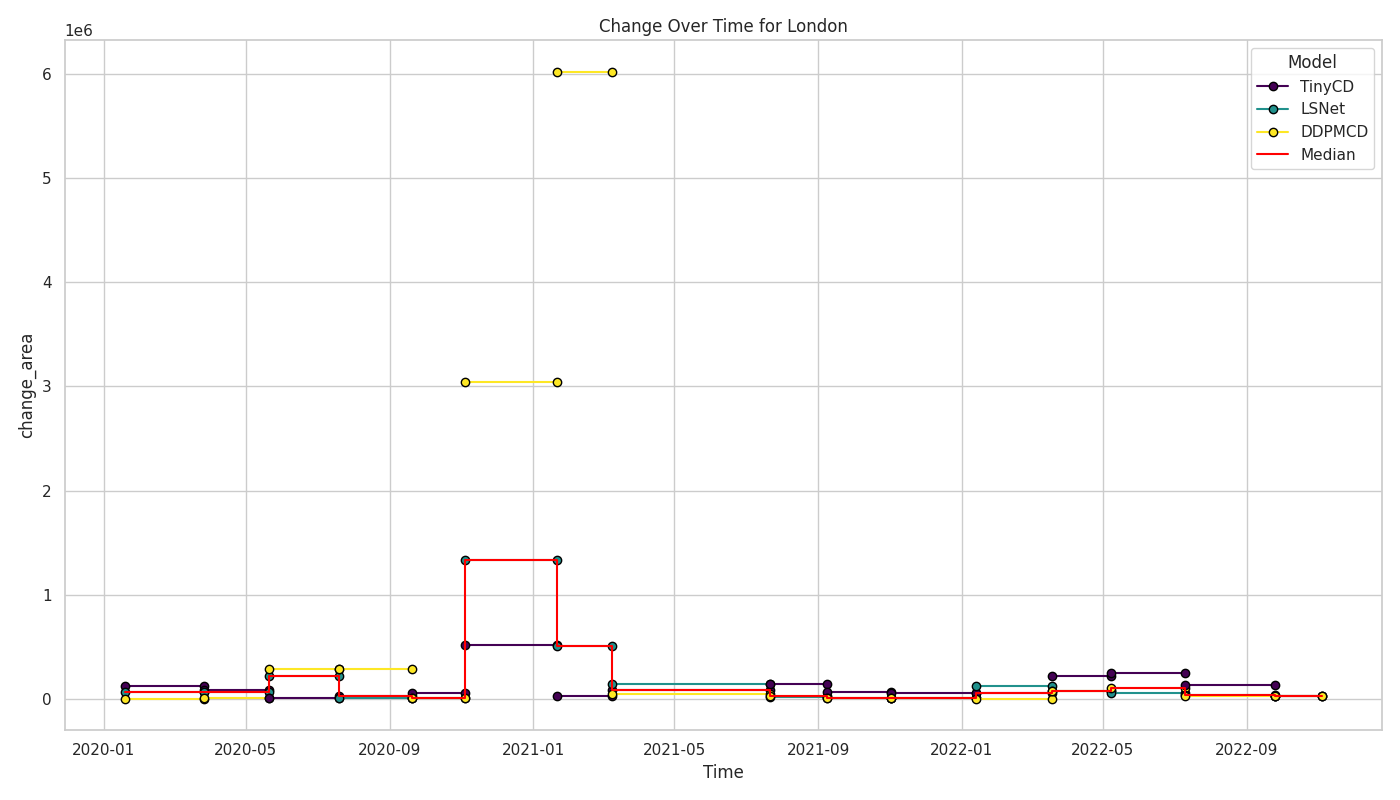 Change Over Time for London
1e6
6
5
4
3
2
1
0
change_area
Model
TinyCD
LSNet
DDPMCD
Median
2020-01
2020-05
2020-09
2021-01
2021-05
2021-09
2022-01
2022-05
2022-09
Time